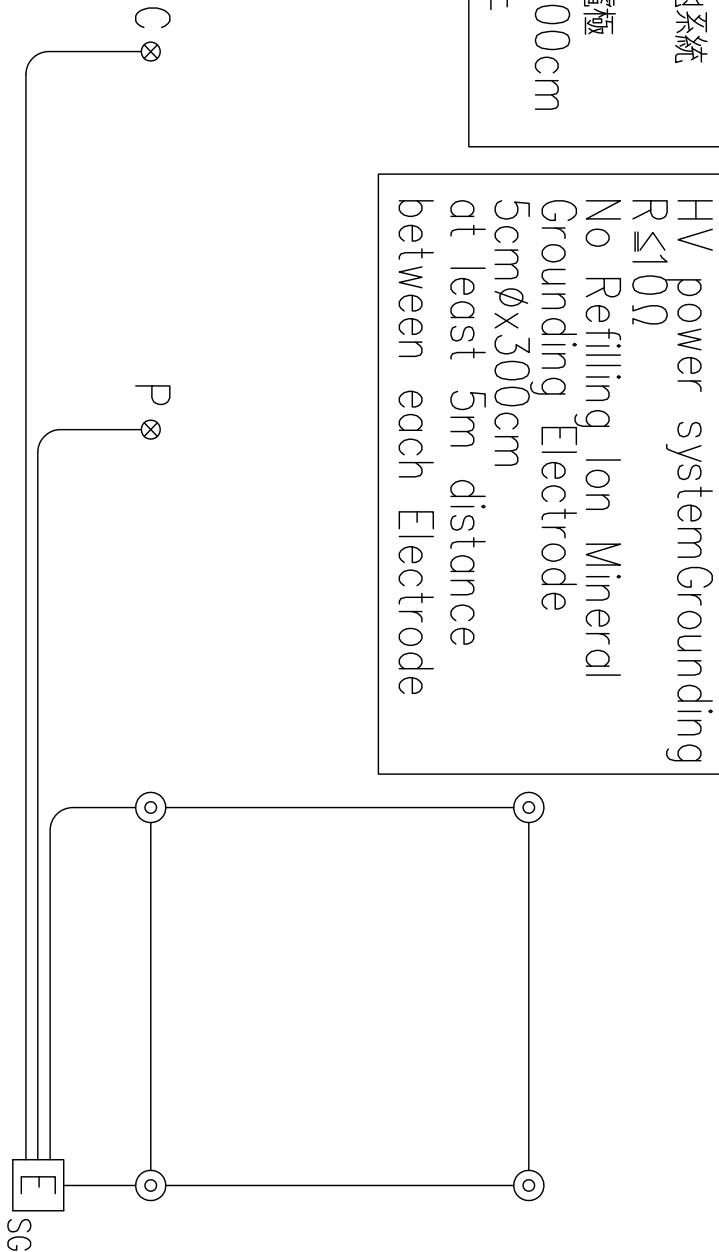 系統
電極
00cm
HV power systemGrounding
R≦10Ω
No Refilling Ion Mineral
Grounding Electrode
5cmØx300cm
at least 5m distance
between each Electrode
C
P
E
SG